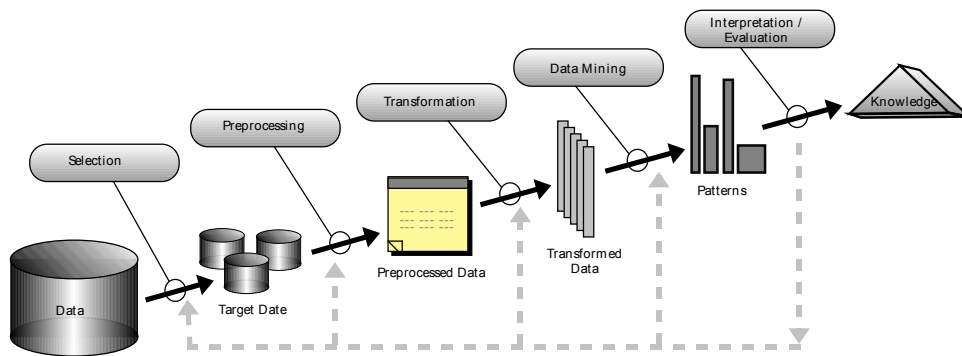 Interpretation /
Evaluation
Data Mining
Transformation
Preprocessing
Selection
Knowledge
Patterns
Transformed
Data
Preprocessed Data
Target Date
Data